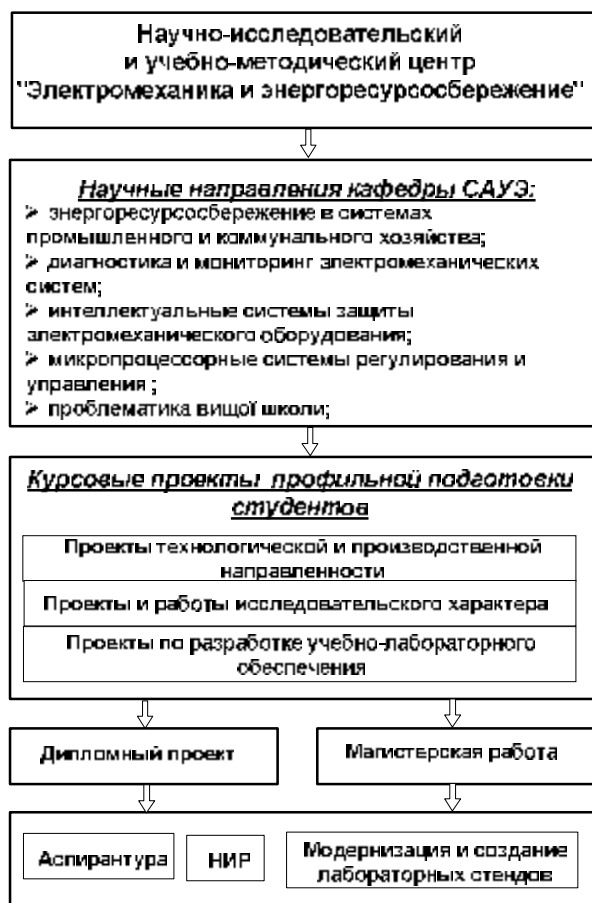 Научно-исследовательский
и учебно-методический центр
"Электромеханика и энергоресурсосбережение"
Научные направления кафедры САУЭ:
➢ энергоресурсосбережение в системах
промышленного и коммунального хозяйства;
➢ диагностика и мониторинг электромеханических
систем;
➢ интеллектуальные системы защиты
электромеханического оборудования;
➢ микропроцессорные системы регулирования и
управления ;
➢ проблематика вищої школи;
Курсовые проекты профильной подготовки
студентов
Проекты технологической и производственной
направленности
Проекты и работы исследовательского характера
Проекты по разработке учебно-лабораторного
обеспечения
Дипломный проект
Магистерская работа
Аспирантура
НИР
Модернизация и создание
лабораторных стендов